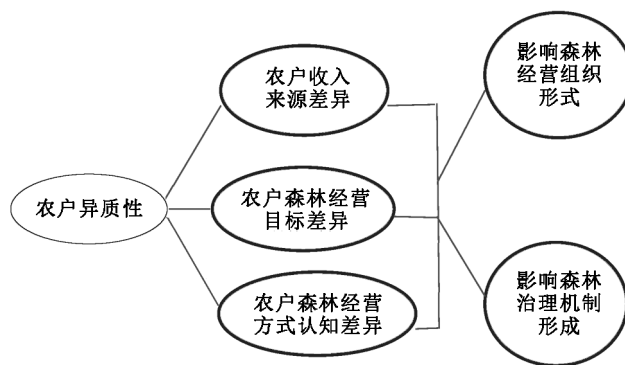 农户异质性
农户收入
来源差异
农户森林经营
目标差异
农户森林经营
方式认知差异
影响森林
经营组织
形式
影响森林
治理机制
形成